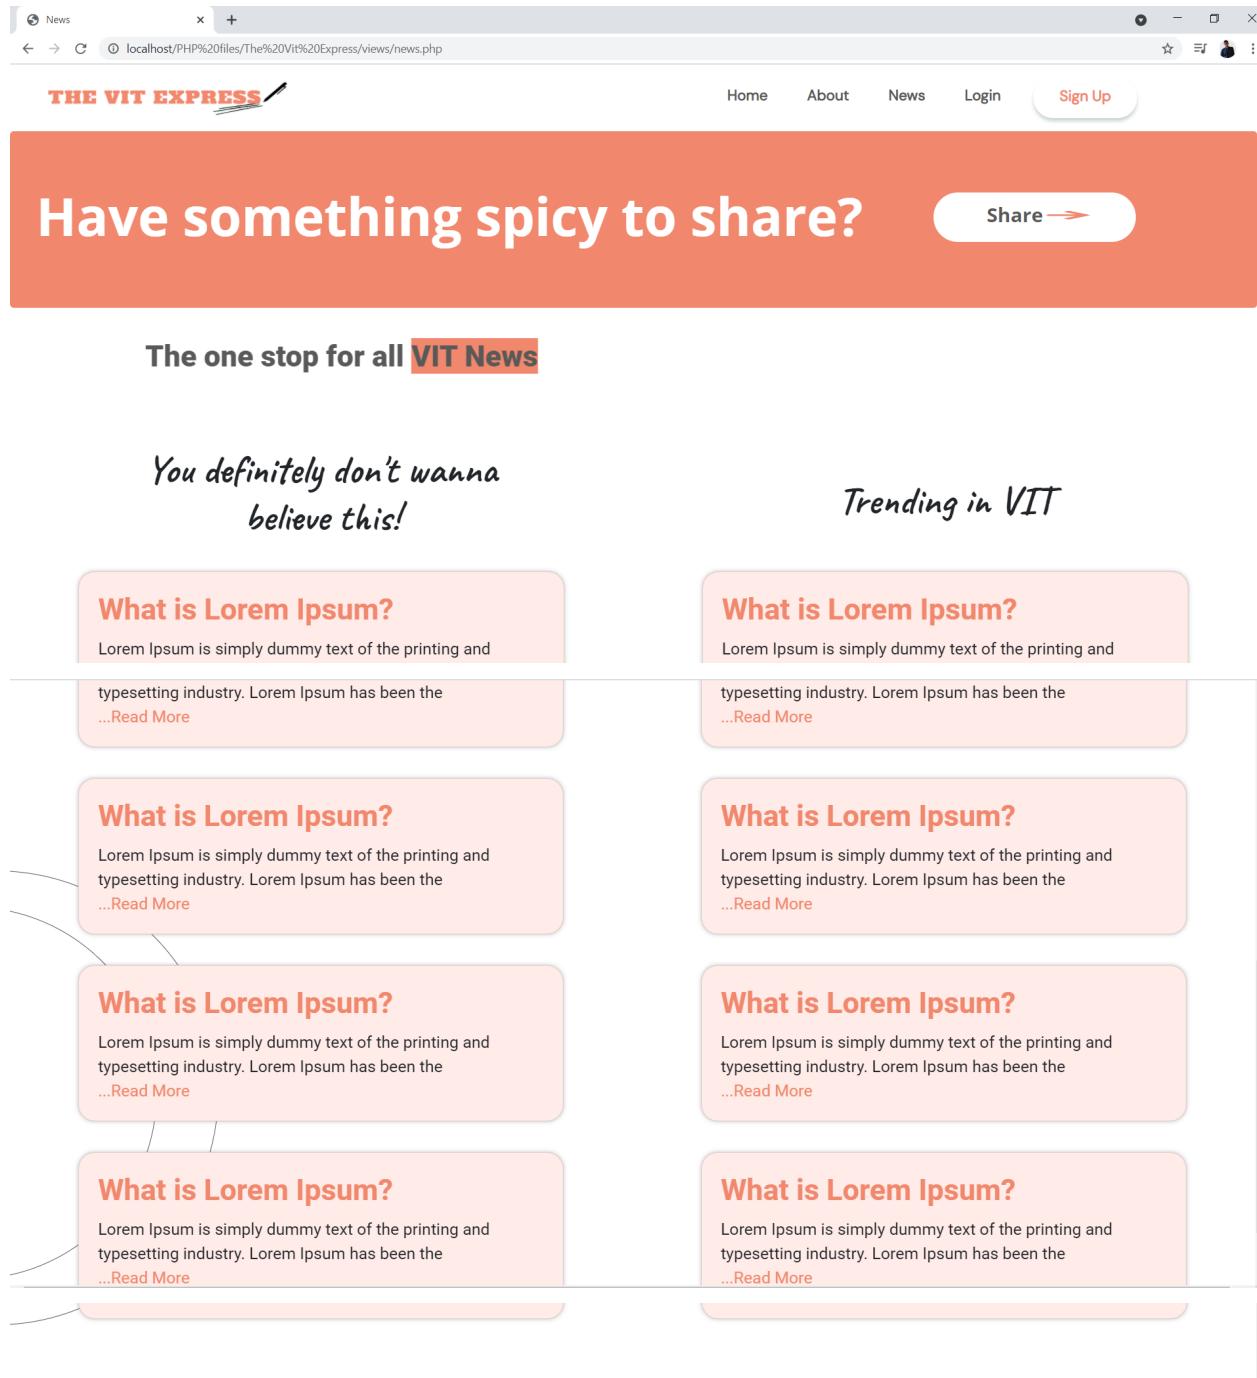 News
localhost/PHP%20files/The%20Vit%20Express/views/news.php
THE VIT EXPRESS
Home About News Login Sign Up
Have something spicy to share?
Share
The one stop for all VIT News
You definitely don't wanna
believe this!
What is Lorem Ipsum?
Lorem Ipsum is simply dummy text of the printing and
typesetting industry. Lorem Ipsum has been the
...Read More
What is Lorem Ipsum?
Lorem Ipsum is simply dummy text of the printing and
typesetting industry. Lorem Ipsum has been the
...Read More
What is Lorem Ipsum?
Lorem Ipsum is simply dummy text of the printing and
typesetting industry. Lorem Ipsum has been the
...Read More
What is Lorem Ipsum?
Lorem Ipsum is simply dummy text of the printing and
typesetting industry. Lorem Ipsum has been the
...Read More
Trending in VIT
What is Lorem Ipsum?
Lorem Ipsum is simply dummy text of the printing and
typesetting industry. Lorem Ipsum has been the
...Read More
What is Lorem Ipsum?
Lorem Ipsum is simply dummy text of the printing and
typesetting industry. Lorem Ipsum has been the
...Read More
What is Lorem Ipsum?
Lorem Ipsum is simply dummy text of the printing and
typesetting industry. Lorem Ipsum has been the
...Read More
What is Lorem Ipsum?
Lorem Ipsum is simply dummy text of the printing and
typesetting industry. Lorem Ipsum has been the
...Read More